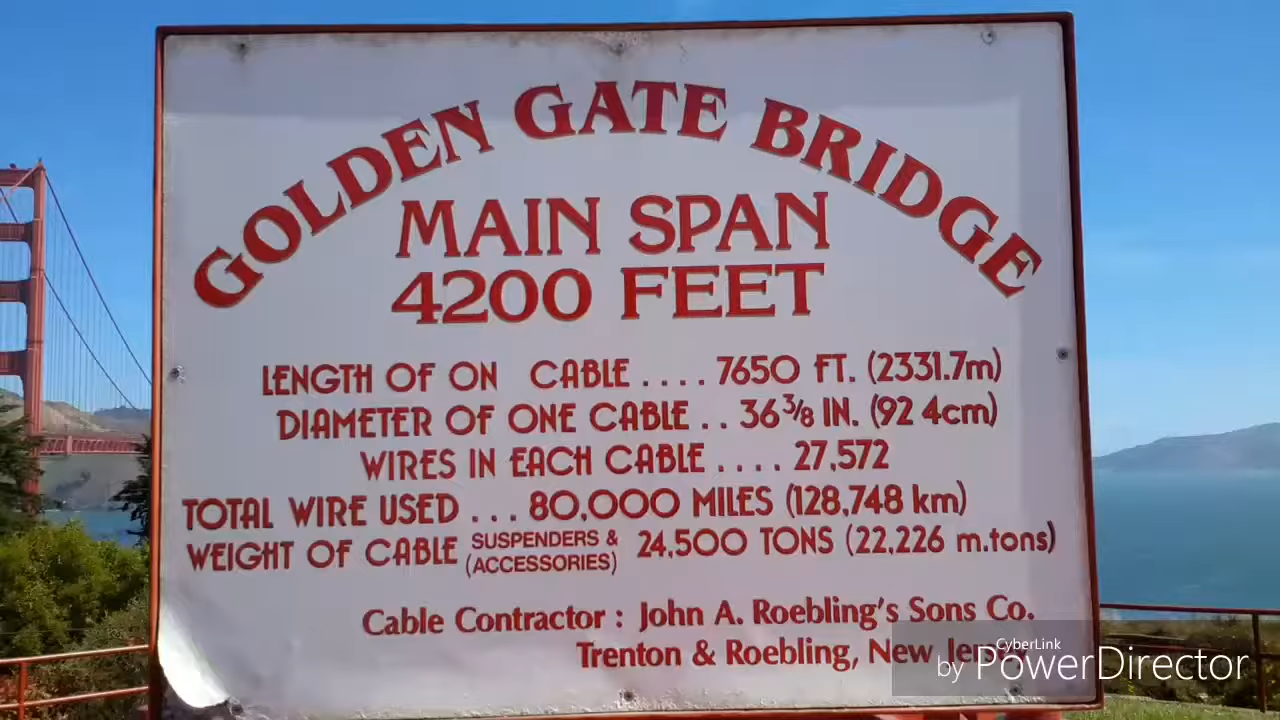 GOLDEN GATE BRIDGE
MAIN SPAN
4200 FEET
LENGTH OF ON CABLE .... 7650 FT. (2331.7m)
DIAMETER OF ONE CABLE .. 36 3/8 IN. (92 4cm)
WIRES IN EACH CABLE .... 27,572
TOTAL WIRE USED ... 80,000 MILES (128,748 km)
WEIGHT OF CABLE SUSPENDERS & (ACCESSORIES) 24,500 TONS (22,226 m.tons)
Cable Contractor : John A. Roebling's Sons Co.
Trenton & Roebling, New Jersey
CyberLink
by PowerDirector